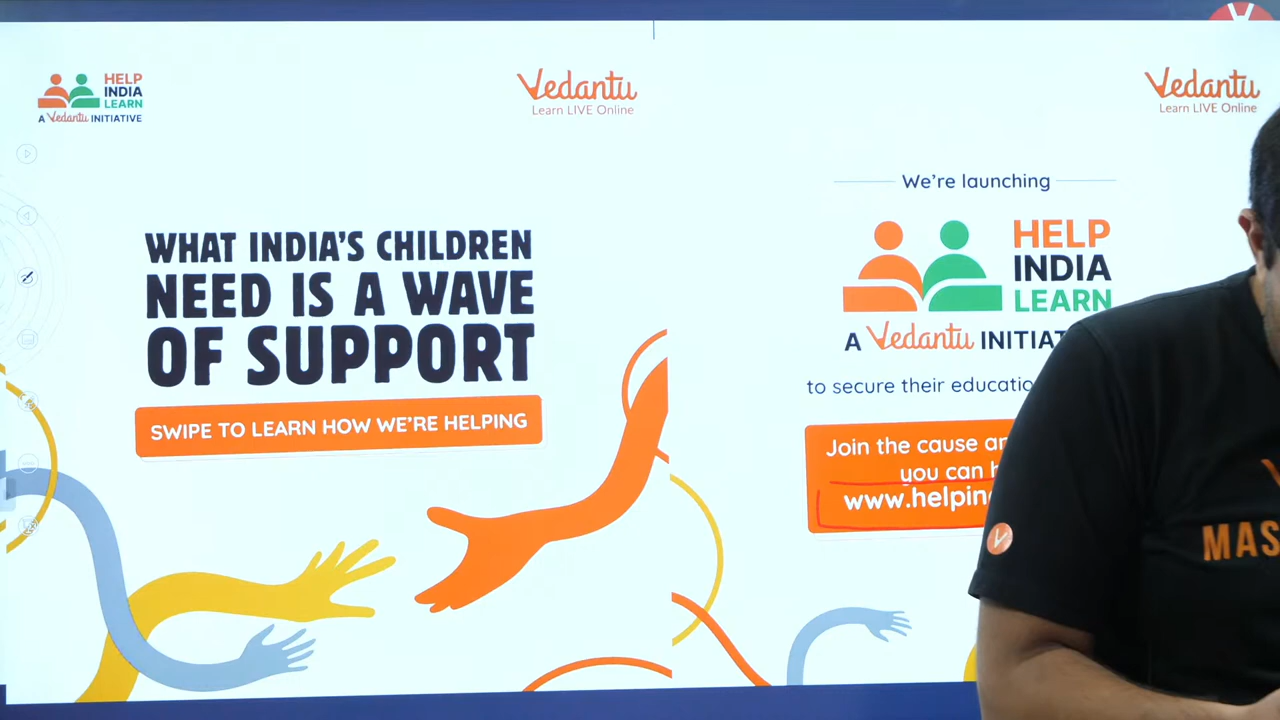 HELP
INDIA
LEARN
A Vedantu INITIATIVE
Vedantu
Learn LIVE Online
WHAT INDIA'S CHILDREN
NEED IS A WAVE
OF SUPPORT
SWIPE TO LEARN HOW WE'RE HELPING
Vedantu
Learn LIVE Online
We're launching
HELP
INDIA
LEARN
A Vedantu
to secure their
Join the cause
you can
MAS